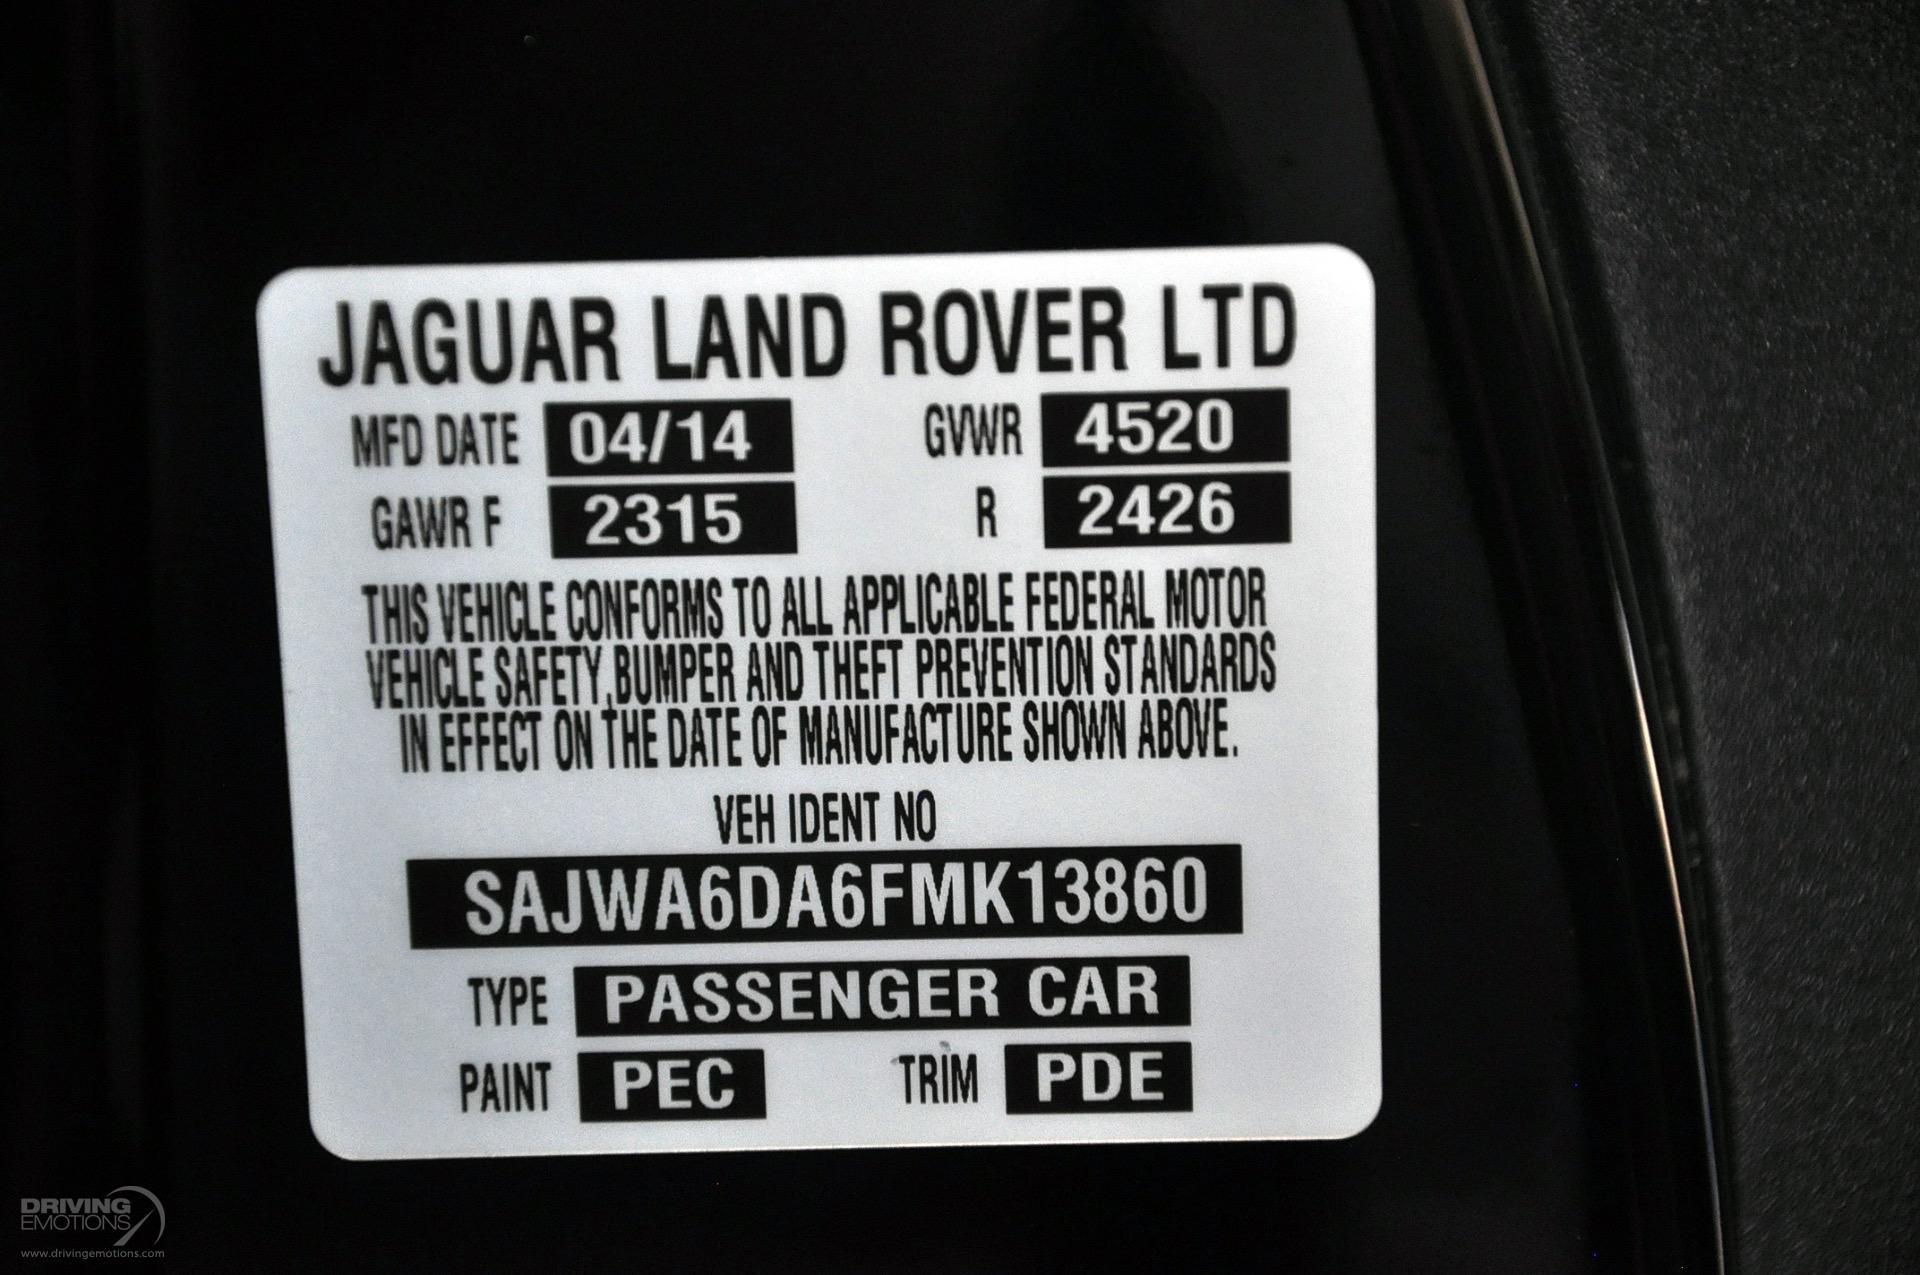 JAGUAR LAND ROVER LTD
MFD DATE 04/14 GVWR 4520
GAWR F 2315 R 2426
THIS VEHICLE CONFORMS TO ALL APPLICABLE FEDERAL MOTOR
VEHICLE SAFETY,BUMPER AND THEFT PREVENTION STANDARDS
IN EFFECT ON THE DATE OF MANUFACTURE SHOWN ABOVE.
VEH IDENT NO
SAJWA6DA6FMK13860
TYPE PASSENGER CAR
PAINT PEC TRIM PDE
DRIVING
EMOTIONS
www.drivingemotions.com